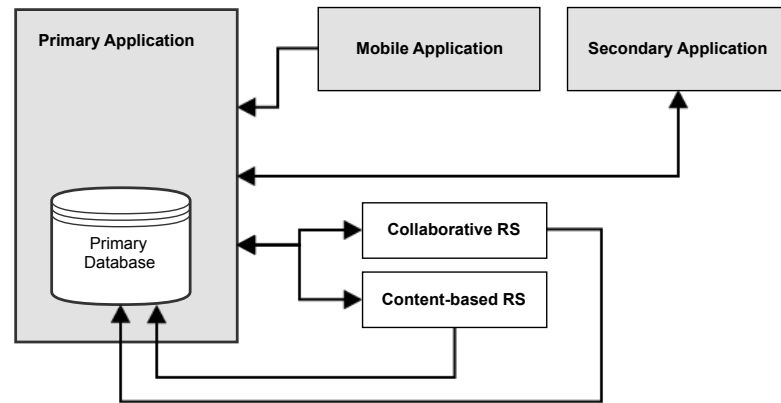 Primary Application
Mobile Application
Secondary Application
Primary
Database
Collaborative RS
Content-based RS